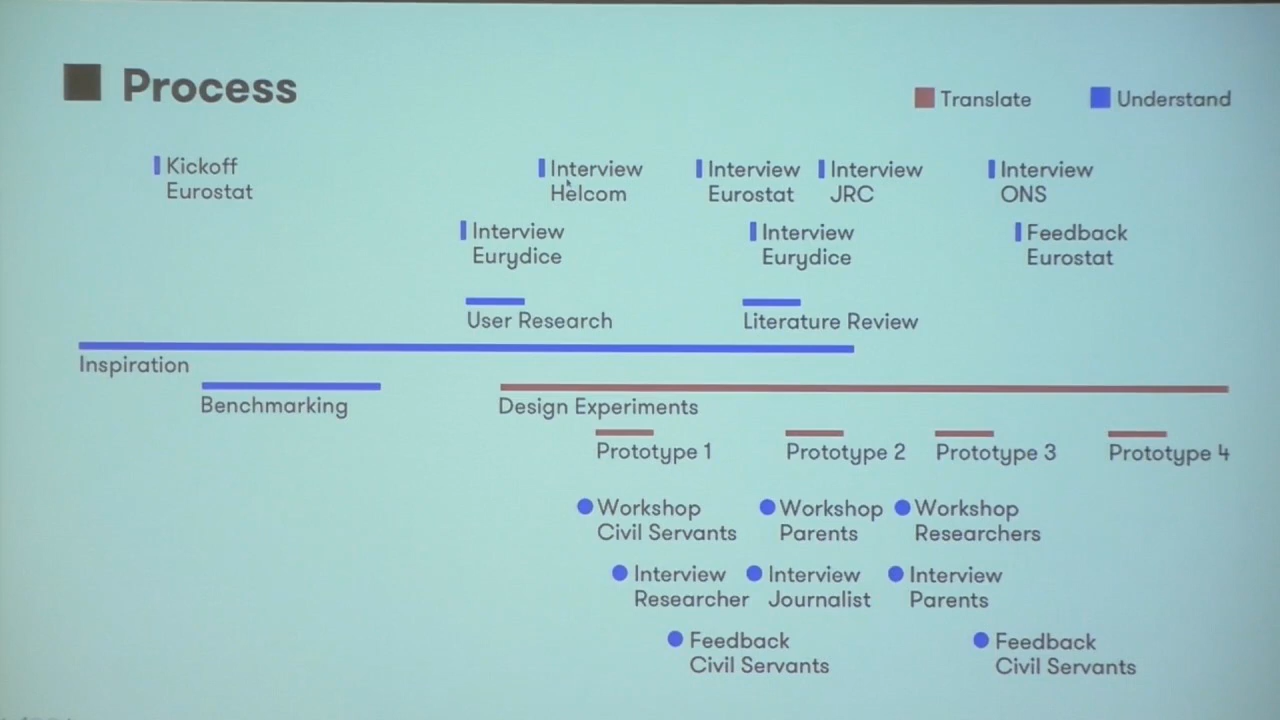 Process
Translate
Understand
Kickoff
Eurostat
Interview
Helcom
Interview
Eurostat
Interview
JRC
Interview
ONS
Interview
Eurydice
Interview
Eurydice
Feedback
Eurostat
User Research
Literature Review
Inspiration
Benchmarking
Design Experiments
Prototype 1
Prototype 2
Prototype 3
Prototype 4
Workshop
Civil Servants
Workshop
Parents
Workshop
Researchers
Interview
Researcher
Interview
Journalist
Interview
Parents
Feedback
Civil Servants
Feedback
Civil Servants